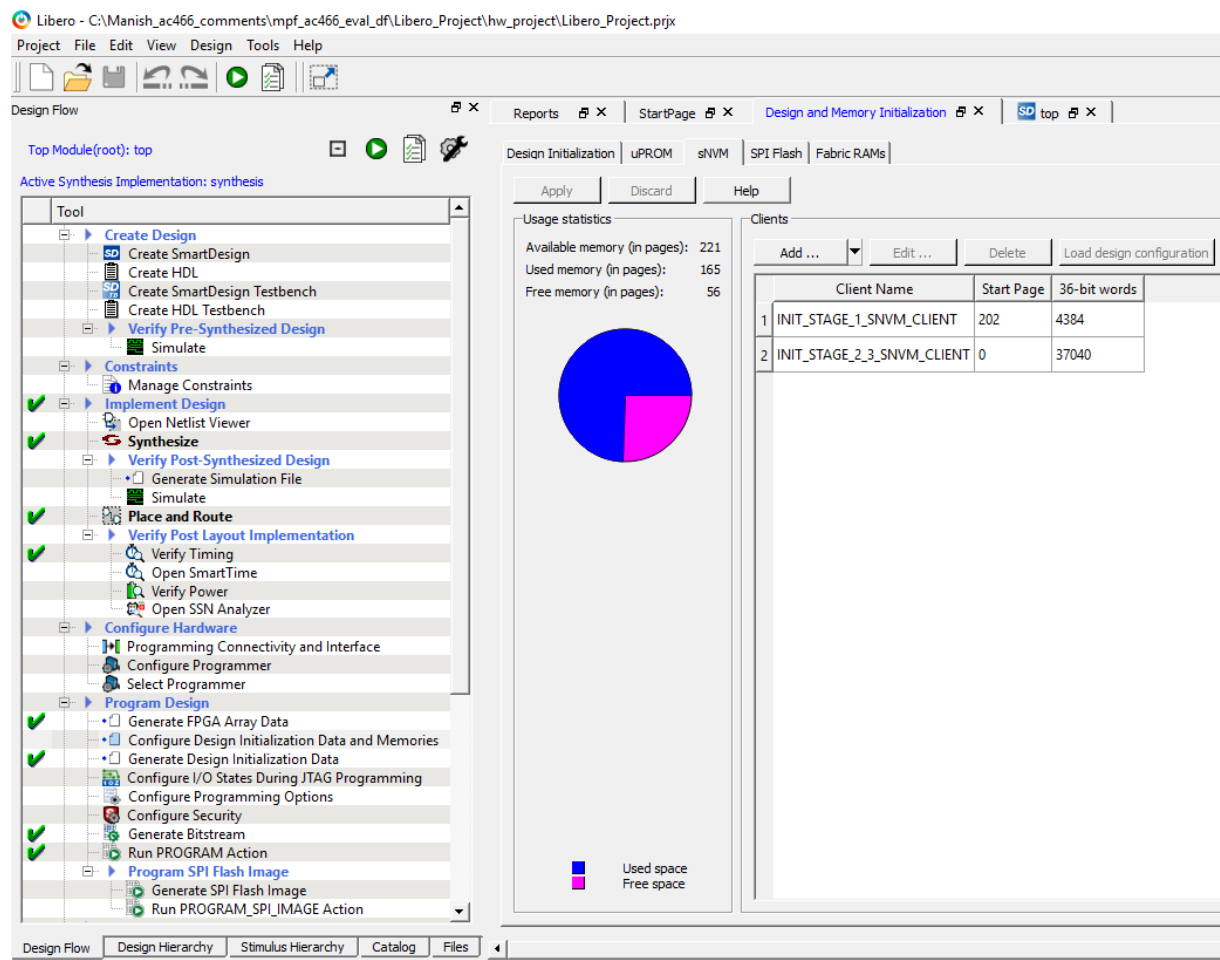 Libero - C:\Manish_ac466_comments\mpf_ac466_eval_df\Libero_Project\hw_project\Libero_Project.prjx
Project File Edit View Design Tools Help
Design Flow
Top Module(root): top
Active Synthesis Implementation: synthesis
Tool
Create Design
SD Create SmartDesign
Create HDL
Create SmartDesign Testbench
Create HDL Testbench
Verify Pre-Synthesized Design
Simulate
Constraints
Manage Constraints
Implement Design
Open Netlist Viewer
Synthesize
Verify Post-Synthesized Design
Generate Simulation File
Simulate
Place and Route
Verify Post Layout Implementation
Verify Timing
Open SmartTime
Verify Power
Open SSN Analyzer
Configure Hardware
Programming Connectivity and Interface
Configure Programmer
Select Programmer
Program Design
Generate FPGA Array Data
Configure Design Initialization Data and Memories
Generate Design Initialization Data
Configure I/O States During JTAG Programming
Configure Programming Options
Configure Security
Generate Bitstream
Run PROGRAM Action
Program SPI Flash Image
Generate SPI Flash Image
Run PROGRAM_SPI_IMAGE Action
Design Flow Design Hierarchy Stimulus Hierarchy Catalog Files
Reports StartPage Design and Memory Initialization SD top
Design Initialization uPROM sNVM SPI Flash Fabric RAMs
Apply Discard Help
Usage statistics
Available memory (in pages): 221
Used memory (in pages): 165
Free memory (in pages): 56
Used space
Free space
Clients
Add ... Edit ... Delete Load design configuration
Client Name Start Page 36-bit words
1 INIT_STAGE_1_SNVM_CLIENT 202 4384
2 INIT_STAGE_2_3_SNVM_CLIENT 0 37040